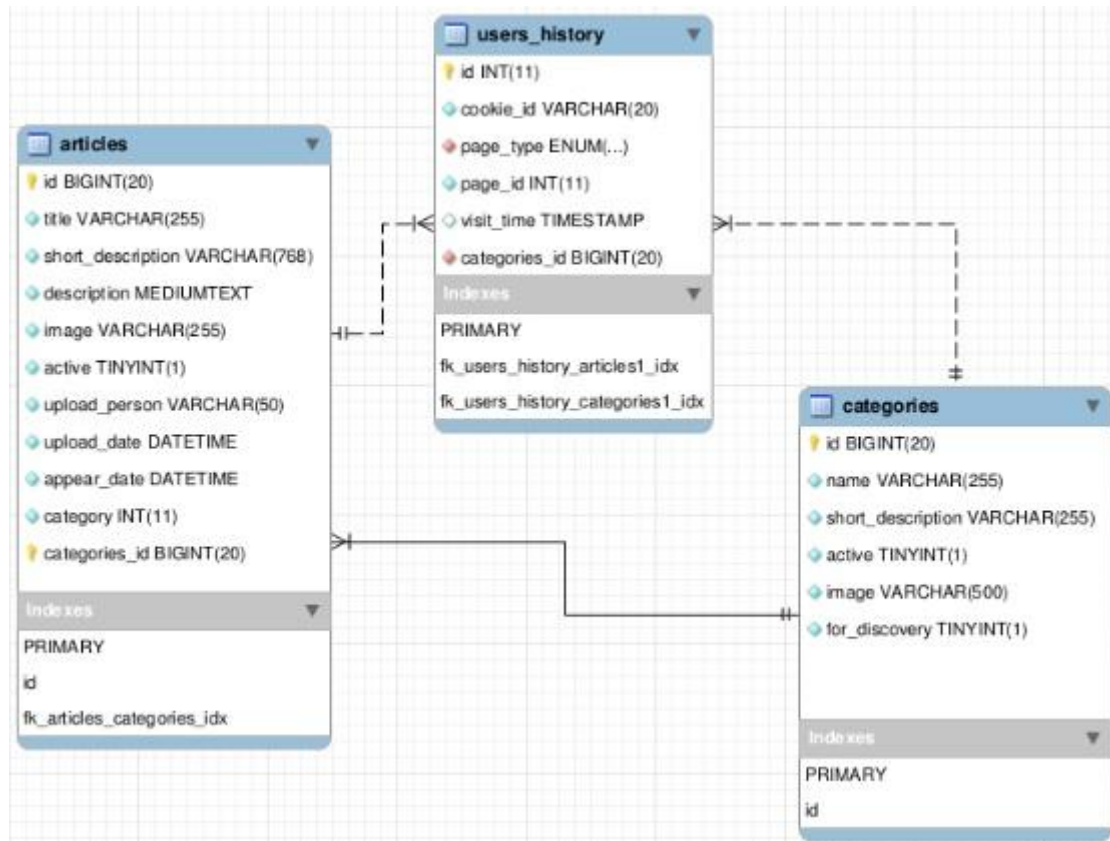 users_history
id INT(11)
cookie_id VARCHAR(20)
page_type ENUM(...)
page_id INT(11)
visit_time TIMESTAMP
categories_id BIGINT(20)
Indexes
PRIMARY
fk_users_history_articles1_idx
fk_users_history_categories1_idx
articles
id BIGINT(20)
title VARCHAR(255)
short_description VARCHAR(768)
description MEDIUMTEXT
image VARCHAR(255)
active TINYINT(1)
upload_person VARCHAR(50)
upload_date DATETIME
appear_date DATETIME
category INT(11)
categories_id BIGINT(20)
Indexes
PRIMARY
id
fk_articles_categories_idx
categories
id BIGINT(20)
name VARCHAR(255)
short_description VARCHAR(255)
active TINYINT(1)
image VARCHAR(500)
for_discovery TINYINT(1)
Indexes
PRIMARY
id